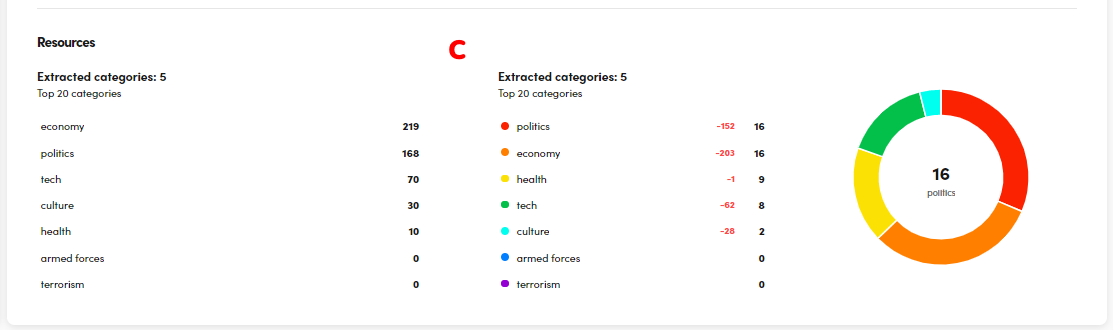 Resources
C
Extracted categories: 5
Top 20 categories
economy 219
politics 168
tech 70
culture 30
health 10
armed forces 0
terrorism 0
Extracted categories: 5
Top 20 categories
politics -152 16
economy -203 16
health -1 9
tech -62 8
culture -28 2
armed forces 0
terrorism 0
16
politics